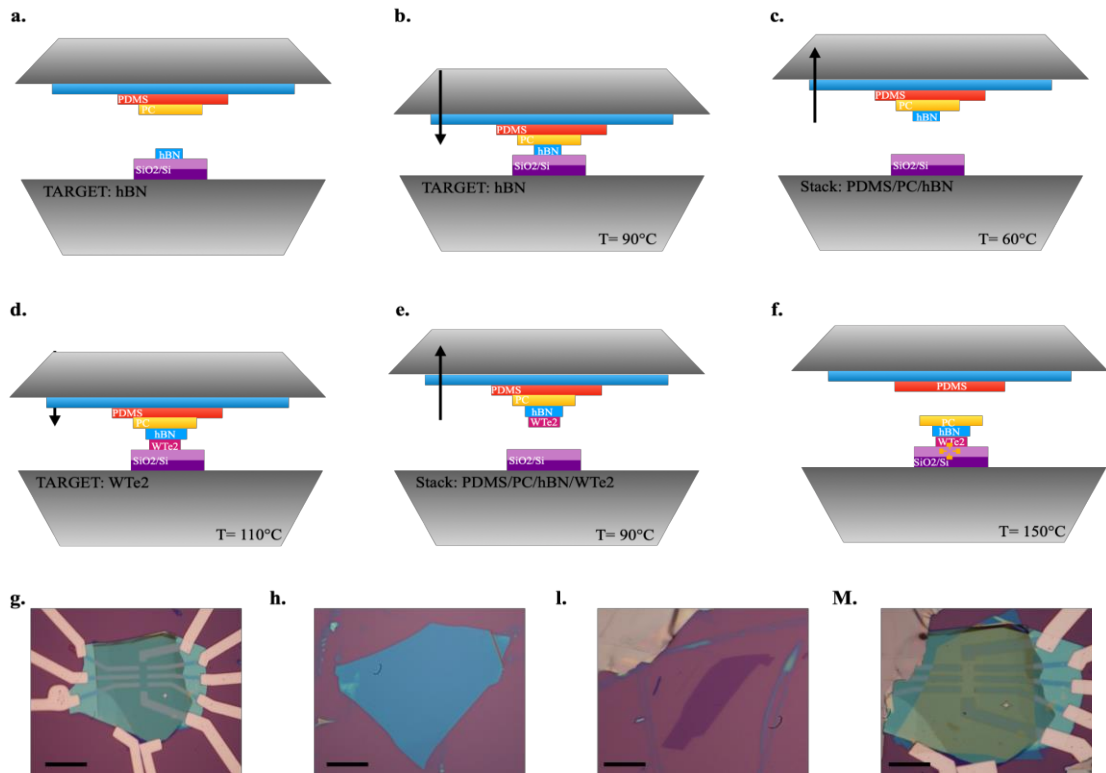 a.
PDMS
PC
hBN
SiO2/Si
TARGET: hBN
b.
PDMS
PC
hBN
SiO2/Si
TARGET: hBN
T= 90°C
c.
PDMS
PC
hBN
SiO2/Si
Stack: PDMS/PC/hBN
T= 60°C
d.
PDMS
PC
hBN
WTe2
SiO2/Si
TARGET: WTe2
T= 110°C
e.
PDMS
PC
hBN
WTe2
SiO2/Si
Stack: PDMS/PC/hBN/WTe2
T= 90°C
f.
PDMS
PC
hBN
WTe2
SiO2/Si
T= 150°C
g.
h.
l.
M.